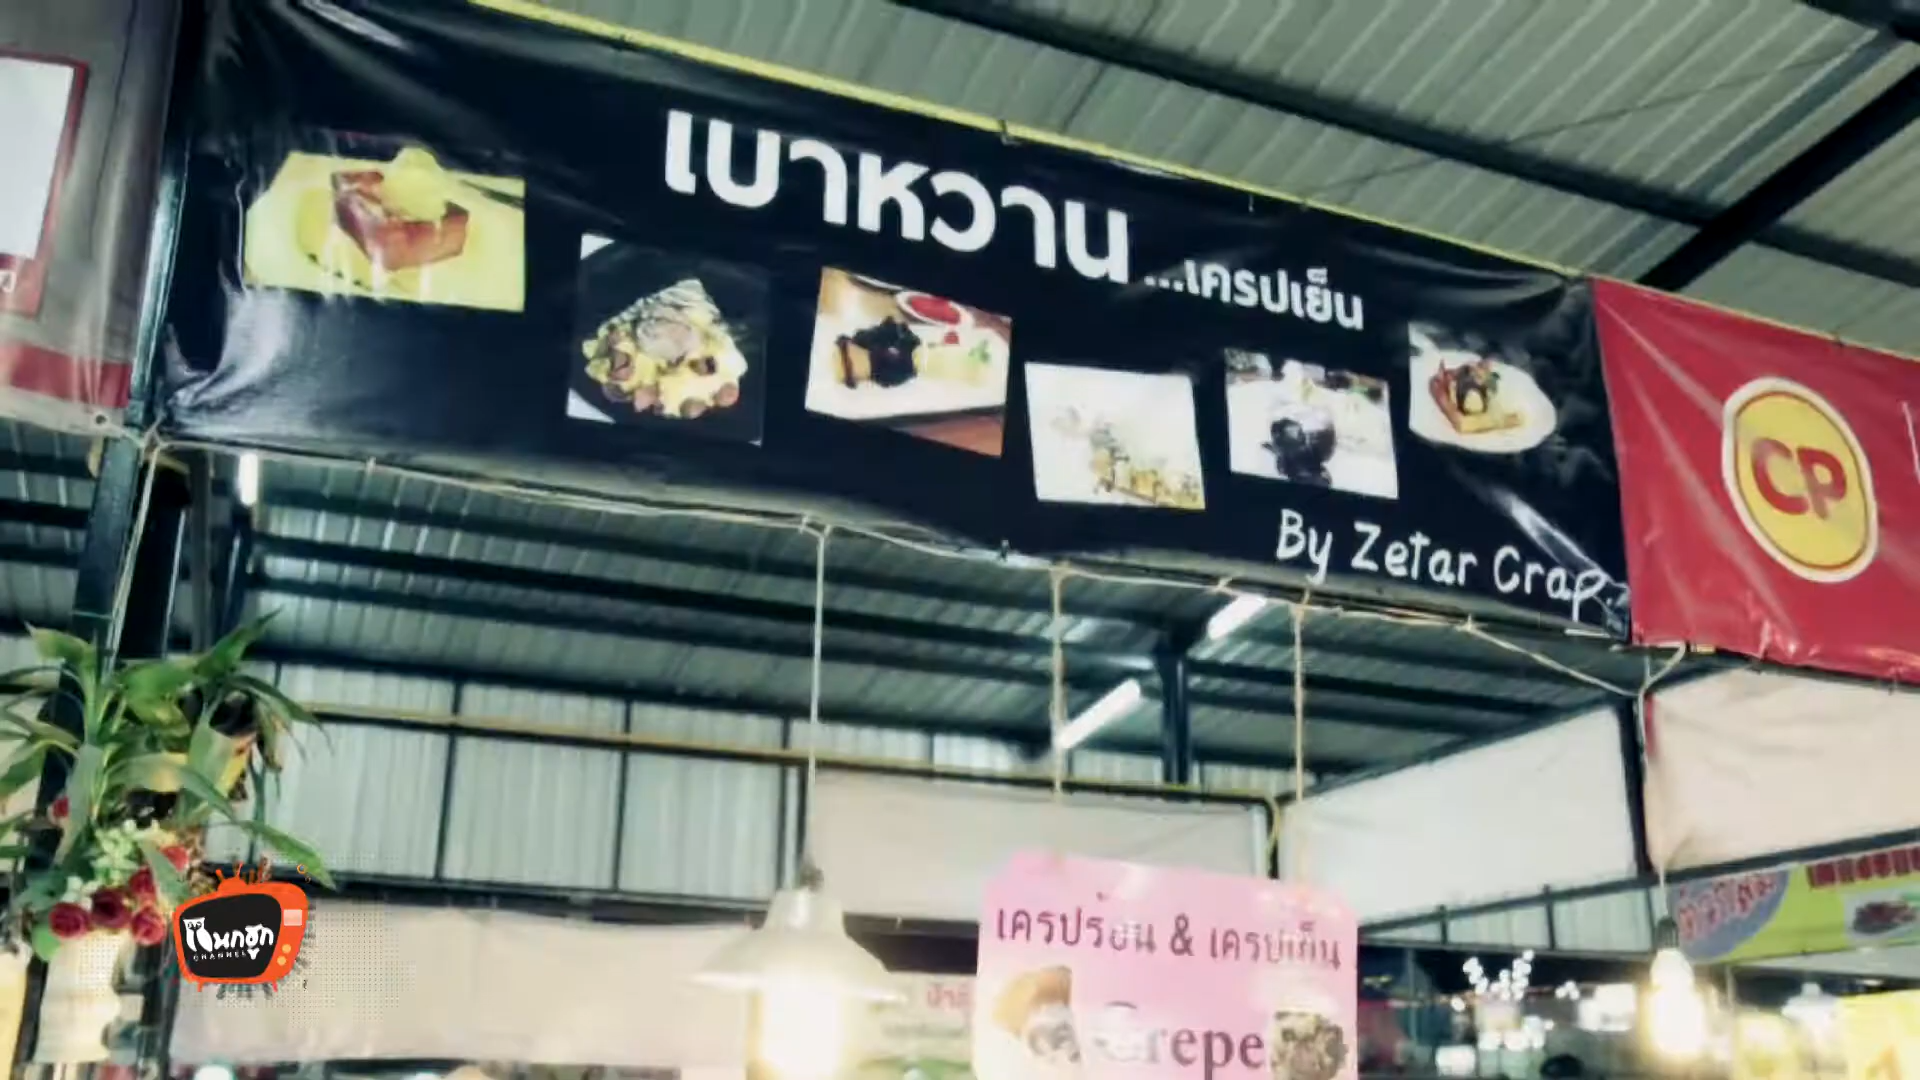 เบาหวาน
...เครปเย็น
By Zetar Crap.
CP
เครปร้อน & เครปเย็น
Crepe
CHANNEL